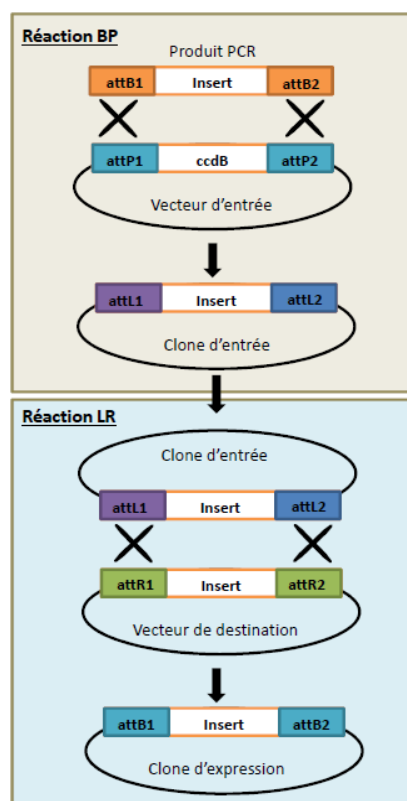 Réaction BP
Produit PCR
attB1 Insert attB2
attP1 ccdB attP2
Vecteur d'entrée
attL1 Insert attL2
Clone d'entrée
Réaction LR
Clone d'entrée
attL1 Insert attL2
attR1 Insert attR2
Vecteur de destination
attB1 Insert attB2
Clone d'expression